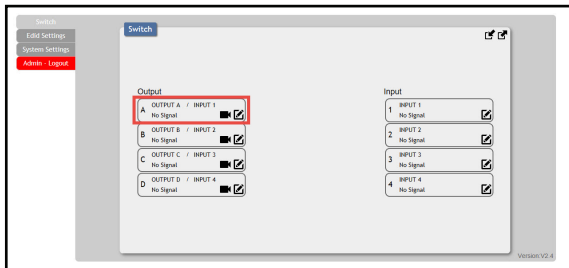 Switch
Edid Settings
System Settings
Admin - Logout
Switch
Output
A OUTPUT A / INPUT 1
No Signal
B OUTPUT B / INPUT 2
No Signal
C OUTPUT C / INPUT 3
No Signal
D OUTPUT D / INPUT 4
No Signal
Input
1 INPUT 1
No Signal
2 INPUT 2
No Signal
3 INPUT 3
No Signal
4 INPUT 4
No Signal
Version V2.4